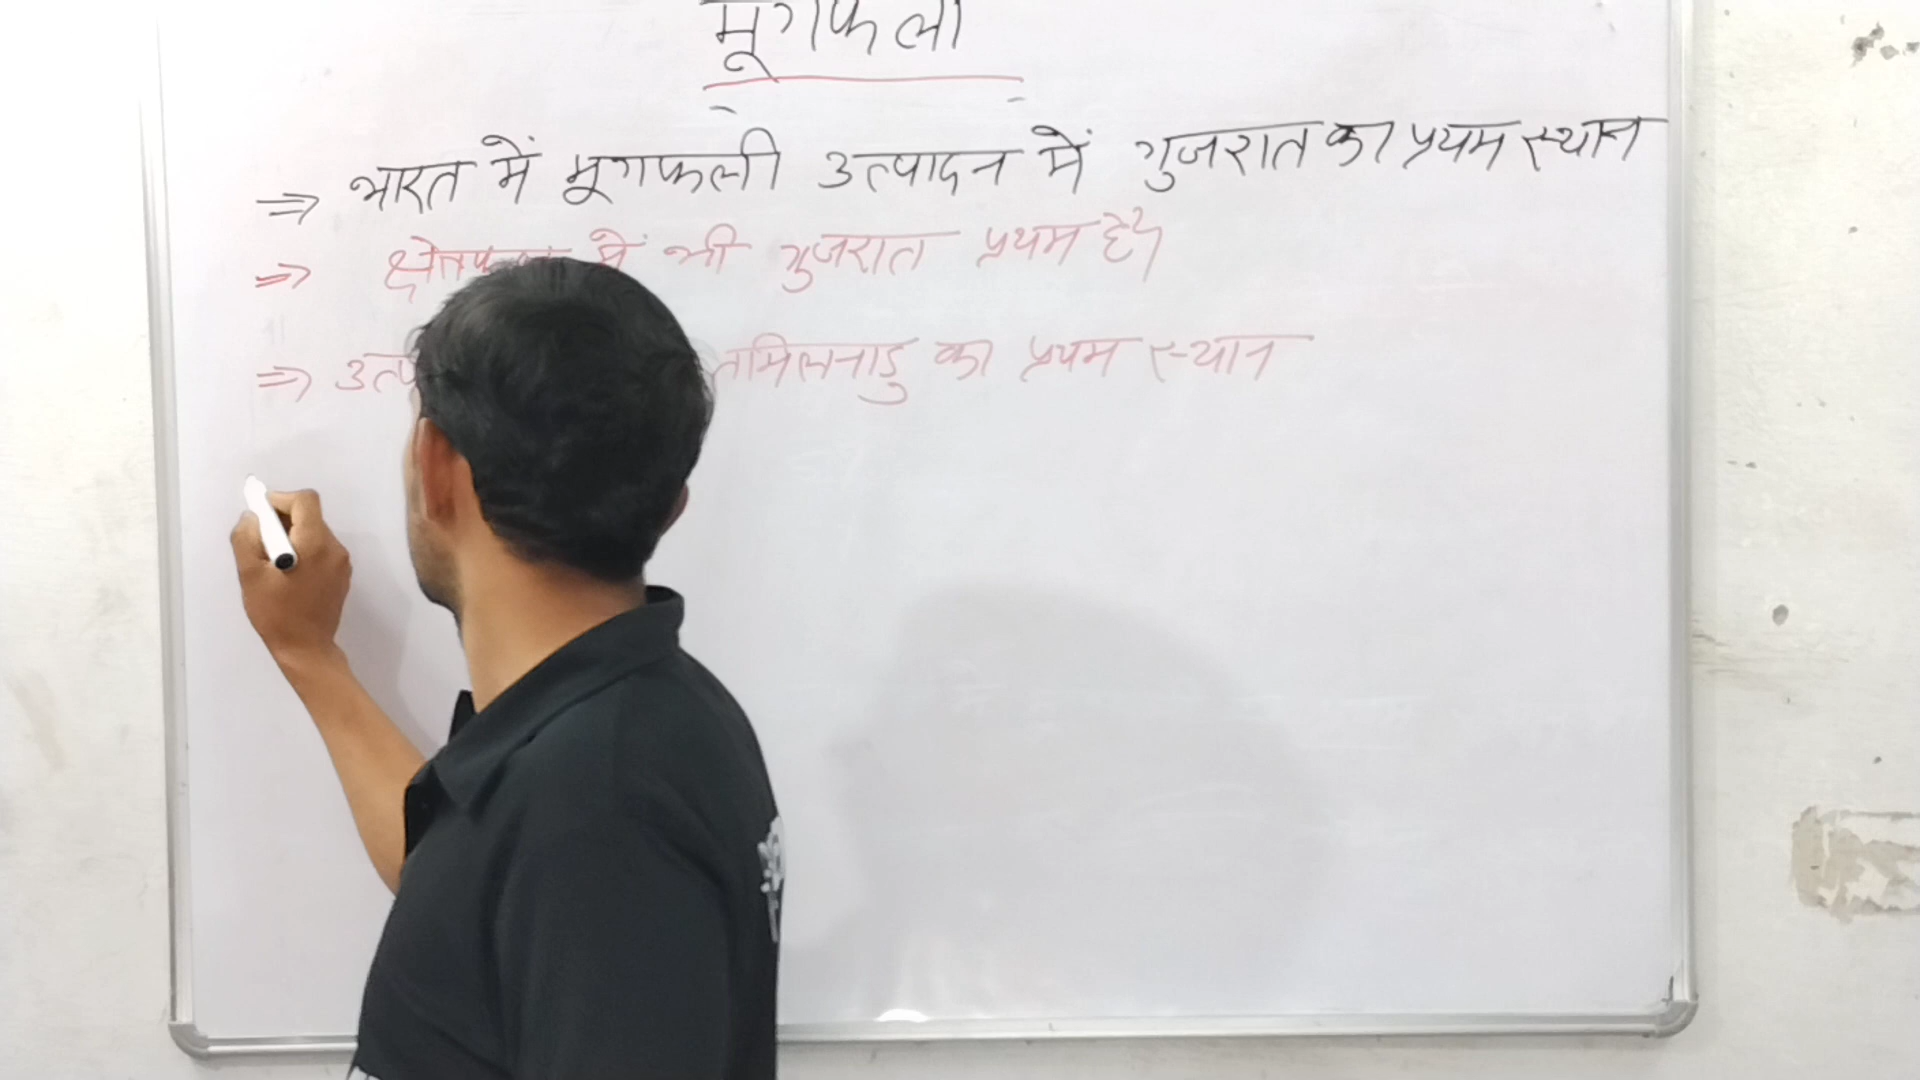 मूगफली
⇒ भारत में मूगफली उत्पादन में गुजरात का प्रथम स्थान
⇒ में भी गुजरात प्रथम है।
⇒ तमिलनाडु का प्रथम स्थान